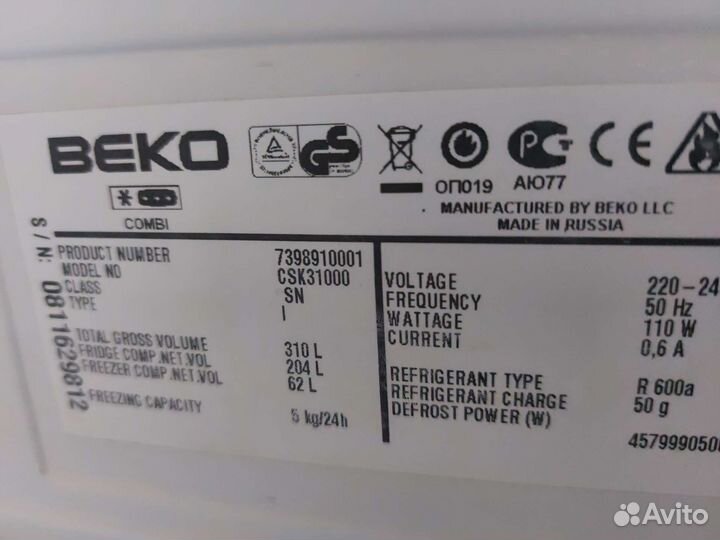 BEKO
COMBI
ОП019
АЮ77
MANUFACTURED BY BEKO LLC
MADE IN RUSSIA
S / N: 0811629812
PRODUCT NUMBER 7398910001
MODEL NO CSK31000
CLASS SN
TYPE I
TOTAL GROSS VOLUME 310 L
FRIDGE COMP.NET.VOL 204 L
FREEZER COMP.NET.VOL 62 L
FREEZING CAPACITY 5 kg/24h
VOLTAGE 220-24
FREQUENCY 50 Hz
WATTAGE 110 W
CURRENT 0,6 A
REFRIGERANT TYPE R 600a
REFRIGERANT CHARGE 50 g
DEFROST POWER (W)
Avito